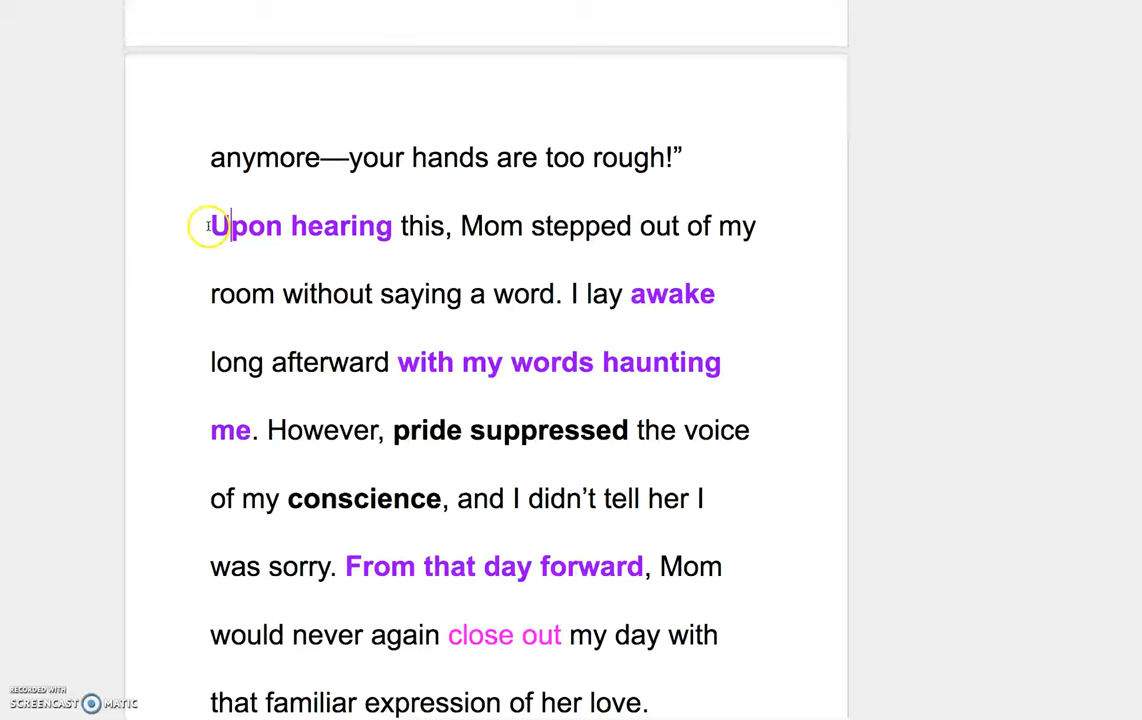 anymore—your hands are too rough!”
Upon hearing this, Mom stepped out of my
room without saying a word. I lay awake
long afterward with my words haunting
me. However, pride suppressed the voice
of my conscience, and I didn’t tell her I
was sorry. From that day forward, Mom
would never again close out my day with
that familiar expression of her love.
RECORDED WITH
SCREENCAST MATIC